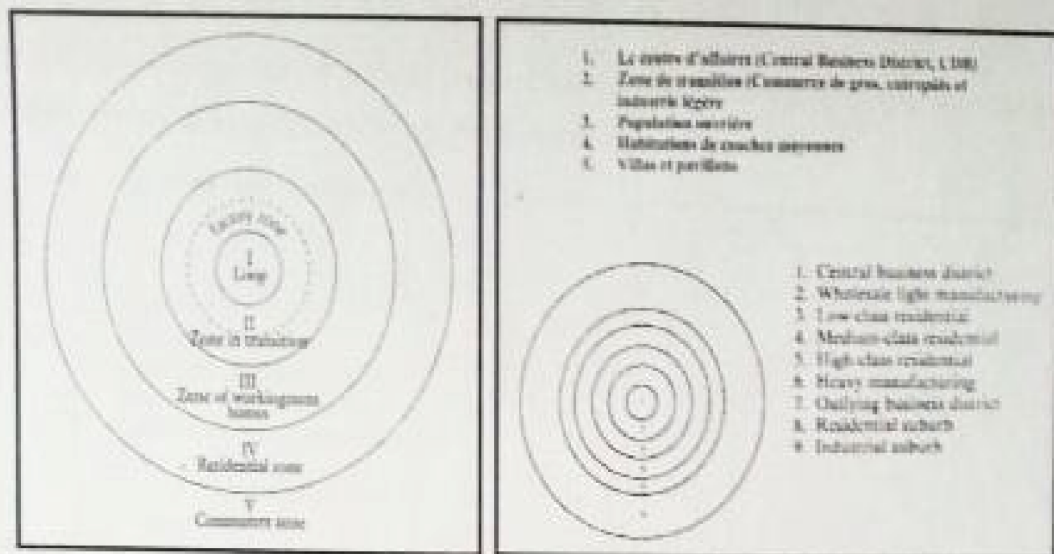 Factory zone
I
Loop
II
Zone in transition
III
Zone of workingmens
homes
IV
Residential zone
V
Commuters zone
1. Le centre d'affaires (Central Business District, CBD)
2. Zone de transition (Commerce de gros, entrepôts et
industrie légère
3. Population ouvrière
4. Habitations de couches moyennes
5. Villas et pavillons
1. Central business district
2. Wholesale light manufacturing
3. Low-class residential
4. Medium-class residential
5. High-class residential
6. Heavy manufacturing
7. Outlying business district
8. Residential suburb
9. Industrial suburb